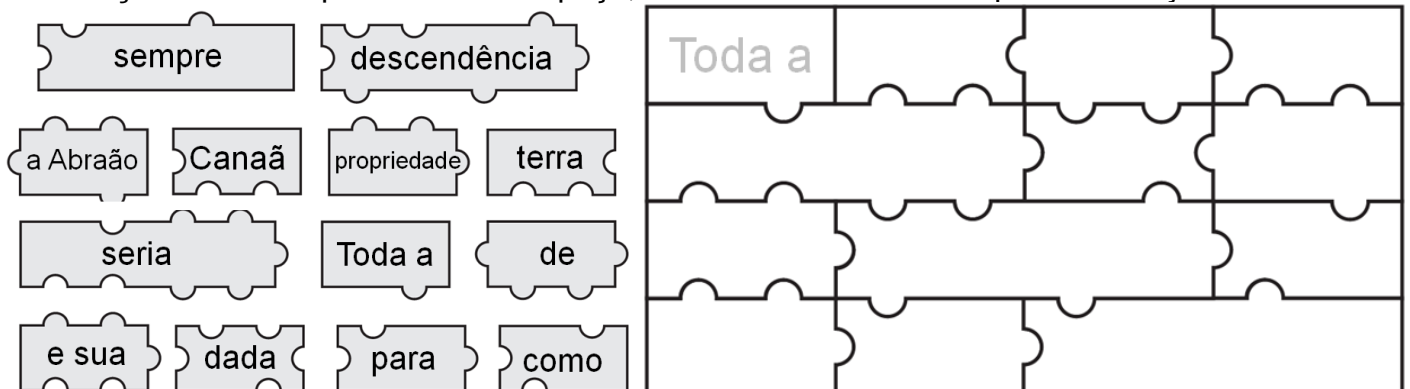 sempre descendência Toda a
a Abraão Canaã propriedade terra
seria Toda a de
e sua dada para como